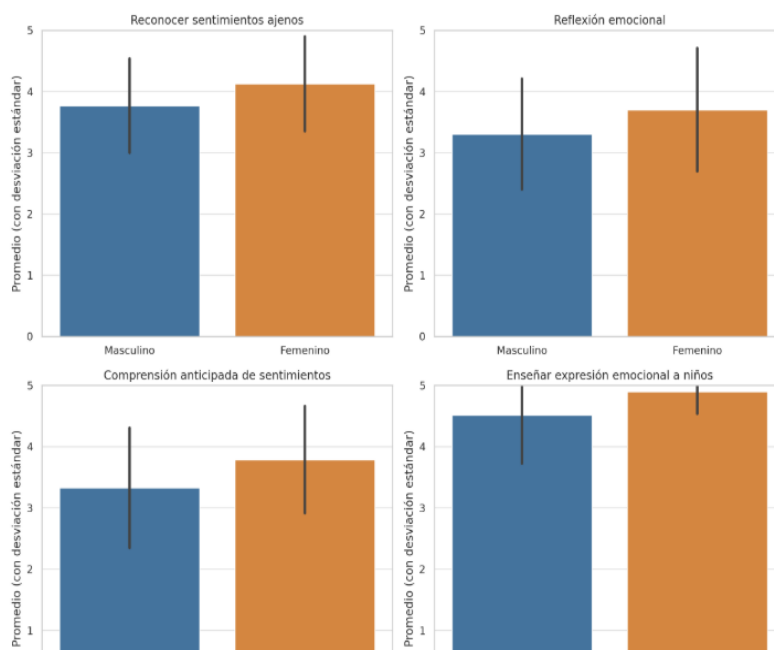 Reconocer sentimientos ajenos
Promedio (con desviación estándar)
5
4
3
2
1
0
Masculino
Femenino
Reflexión emocional
Promedio (con desviación estándar)
5
4
3
2
1
0
Masculino
Femenino
Comprensión anticipada de sentimientos
Promedio (con desviación estándar)
5
4
3
2
1
Enseñar expresión emocional a niños
Promedio (con desviación estándar)
5
4
3
2
1